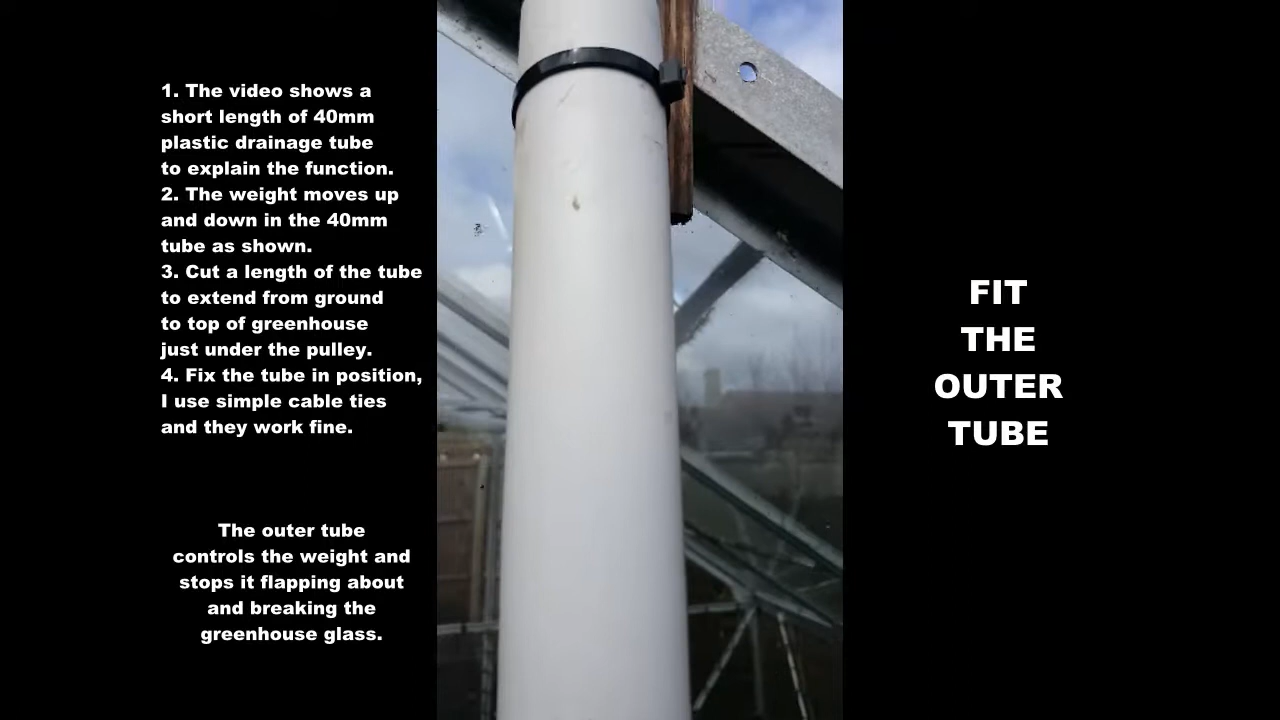 1. The video shows a
short length of 40mm
plastic drainage tube
to explain the function.
2. The weight moves up
and down in the 40mm
tube as shown.
3. Cut a length of the tube
to extend from ground
to top of greenhouse
just under the pulley.
4. Fix the tube in position,
I use simple cable ties
and they work fine.
The outer tube
controls the weight and
stops it flapping about
and breaking the
greenhouse glass.
FIT
THE
OUTER
TUBE